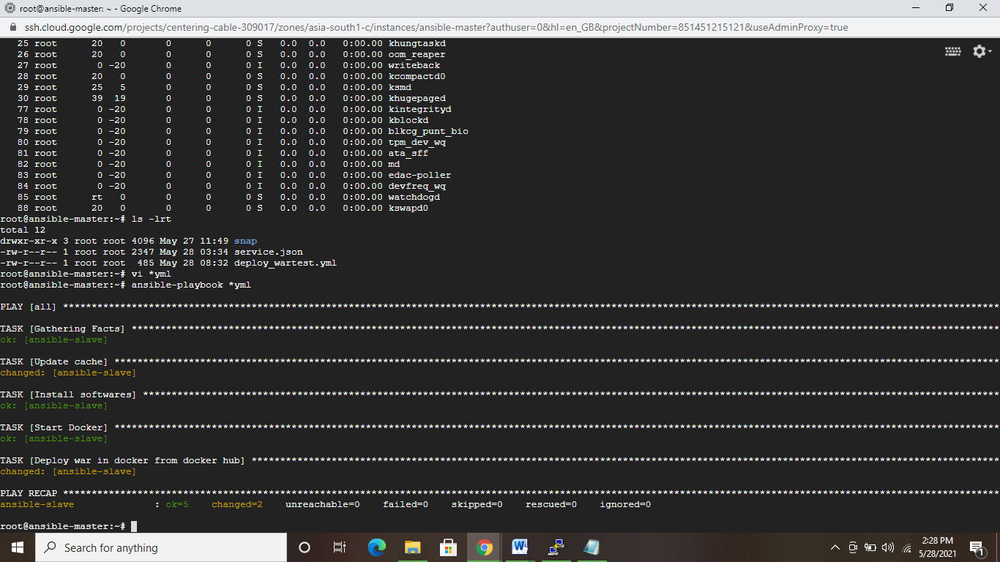 root@ansible-master: ~ - Google Chrome
ssh.cloud.google.com/projects/centering-cable-309017/zones/asia-south1-c/instances/ansible-master?authuser=0&hl=en_GB&projectNumber=851451215121&useAdminProxy=true
25 root 20 0 0 0 0 S 0.0 0.0 0:00.00 khungtaskd
26 root 20 0 0 0 0 S 0.0 0.0 0:00.00 oom_reaper
27 root 0 -20 0 0 0 I 0.0 0.0 0:00.00 writeback
28 root 20 0 0 0 0 S 0.0 0.0 0:00.00 kcompactd0
29 root 25 5 0 0 0 S 0.0 0.0 0:00.00 ksmd
30 root 39 19 0 0 0 S 0.0 0.0 0:00.00 khugepaged
77 root 0 -20 0 0 0 I 0.0 0.0 0:00.00 kintegrityd
78 root 0 -20 0 0 0 I 0.0 0.0 0:00.00 kblockd
79 root 0 -20 0 0 0 I 0.0 0.0 0:00.00 blkcg_punt_bio
80 root 0 -20 0 0 0 I 0.0 0.0 0:00.00 tpm_dev_wq
81 root 0 -20 0 0 0 I 0.0 0.0 0:00.00 ata_sff
82 root 0 -20 0 0 0 I 0.0 0.0 0:00.00 md
83 root 0 -20 0 0 0 I 0.0 0.0 0:00.00 edac-poller
84 root 0 -20 0 0 0 I 0.0 0.0 0:00.00 devfreq_wq
85 root rt 0 0 0 0 S 0.0 0.0 0:00.00 watchdogd
88 root 20 0 0 0 0 S 0.0 0.0 0:00.00 kswapd0
root@ansible-master:~# ls -lrt
total 12
drwxr-xr-x 3 root root 4096 May 27 11:49 snap
-rw-r--r-- 1 root root 2347 May 28 03:34 service.json
-rw-r--r-- 1 root root 485 May 28 08:32 deploy_wartest.yml
root@ansible-master:~# vi *yml
root@ansible-master:~# ansible-playbook *yml
PLAY [all] ********************************************************************************
TASK [Gathering Facts] ********************************************************************************
ok: [ansible-slave]
TASK [Update cache] ********************************************************************************
changed: [ansible-slave]
TASK [Install softwares] ********************************************************************************
ok: [ansible-slave]
TASK [Start Docker] ********************************************************************************
ok: [ansible-slave]
TASK [Deploy war in docker from docker hub] ********************************************************************************
changed: [ansible-slave]
PLAY RECAP ********************************************************************************
ansible-slave : ok=5 changed=2 unreachable=0 failed=0 skipped=0 rescued=0 ignored=0
root@ansible-master:~#
Search for anything
2:28 PM
5/28/2021
1